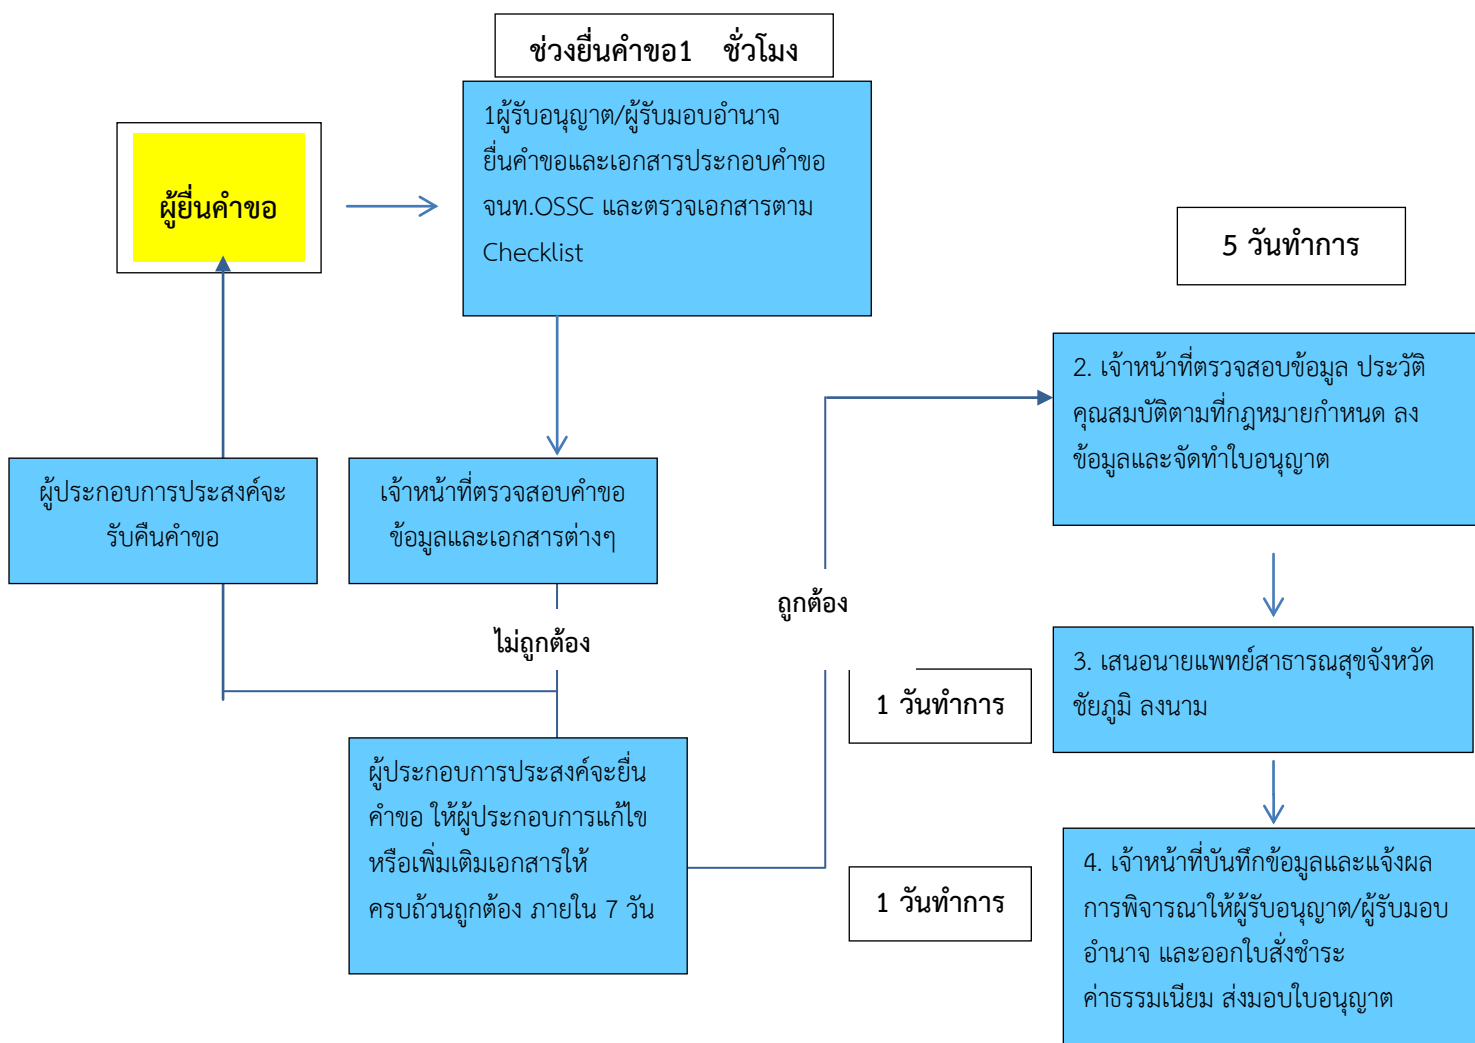 ช่วงยื่นคำขอ1 ชั่วโมง
1ผู้รับอนุญาต/ผู้รับมอบอำนาจ
ยื่นคำขอและเอกสารประกอบคำขอ
จนท.OSSC และตรวจเอกสารตาม
Checklist
ผู้ยื่นคำขอ
5 วันทำการ
2. เจ้าหน้าที่ตรวจสอบข้อมูล ประวัติ
คุณสมบัติตามที่กฎหมายกำหนด ลง
ข้อมูลและจัดทำใบอนุญาต
ผู้ประกอบการประสงค์จะ
รับคืนคำขอ
เจ้าหน้าที่ตรวจสอบคำขอ
ข้อมูลและเอกสารต่างๆ
ถูกต้อง
ไม่ถูกต้อง
3. เสนอนายแพทย์สาธารณสุขจังหวัด
ชัยภูมิ ลงนาม
1 วันทำการ
ผู้ประกอบการประสงค์จะยื่น
คำขอ ให้ผู้ประกอบการแก้ไข
หรือเพิ่มเติมเอกสารให้
ครบถ้วนถูกต้อง ภายใน 7 วัน
1 วันทำการ
4. เจ้าหน้าที่บันทึกข้อมูลและแจ้งผล
การพิจารณาให้ผู้รับอนุญาต/ผู้รับมอบ
อำนาจ และออกใบสั่งชำระ
ค่าธรรมเนียม ส่งมอบใบอนุญาต